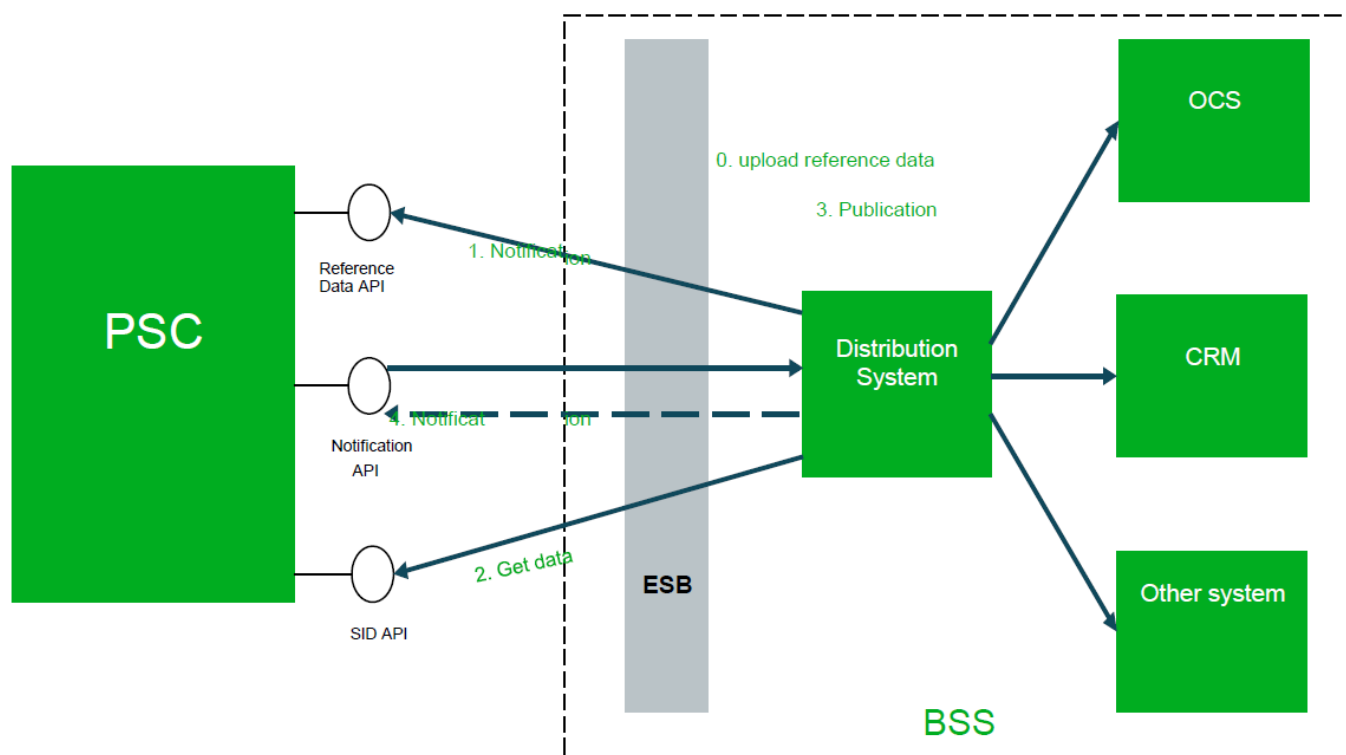 OCS
0. upload reference data
3. Publication
1. Notification
Reference
Data API
PSC
Distribution
System
CRM
4. Notification
Notification
API
2. Get data
ESB
Other system
SID API
BSS